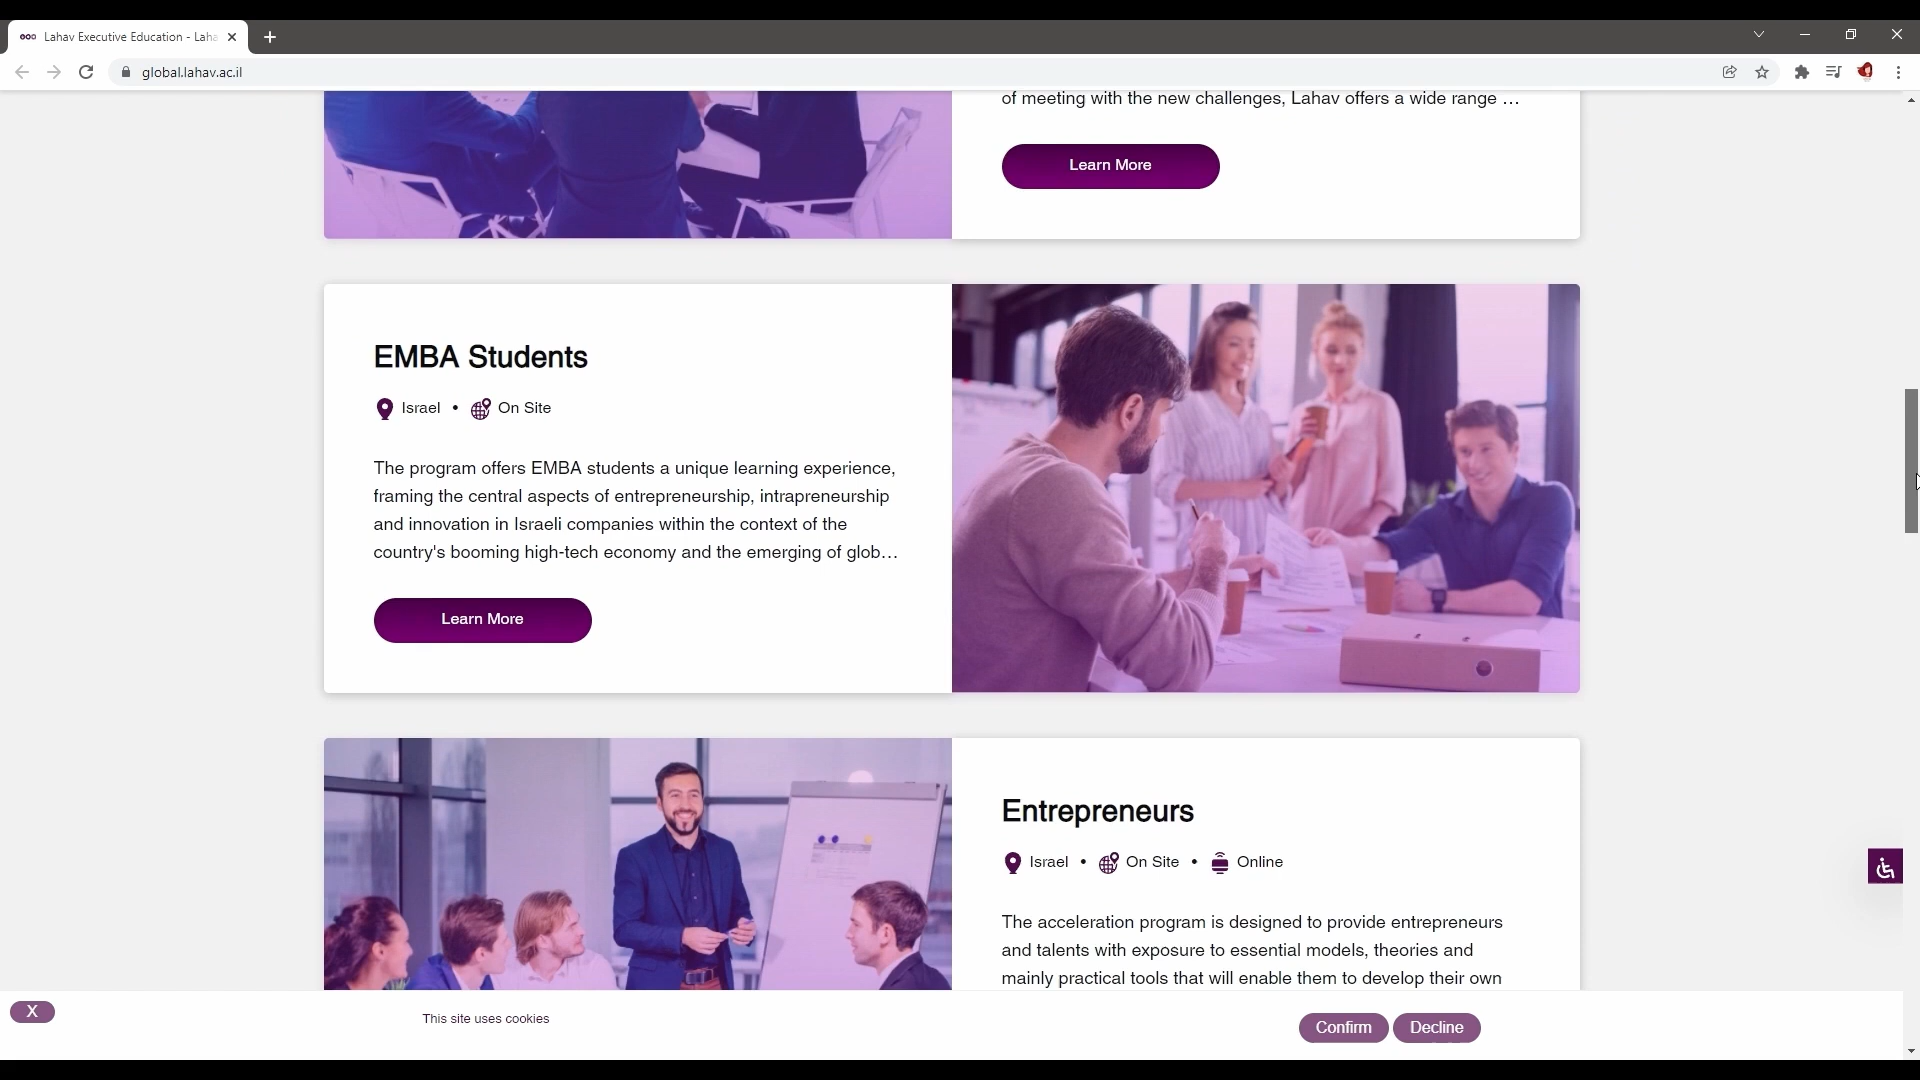 Lahav Executive Education - Laha
global.lahav.ac.il
of meeting with the new challenges, Lahav offers a wide range ...
Learn More
EMBA Students
Israel • On Site
The program offers EMBA students a unique learning experience,
framing the central aspects of entrepreneurship, intrapreneurship
and innovation in Israeli companies within the context of the
country's booming high-tech economy and the emerging of glob...
Learn More
Entrepreneurs
Israel • On Site • Online
The acceleration program is designed to provide entrepreneurs
and talents with exposure to essential models, theories and
mainly practical tools that will enable them to develop their own
X
This site uses cookies
Confirm
Decline